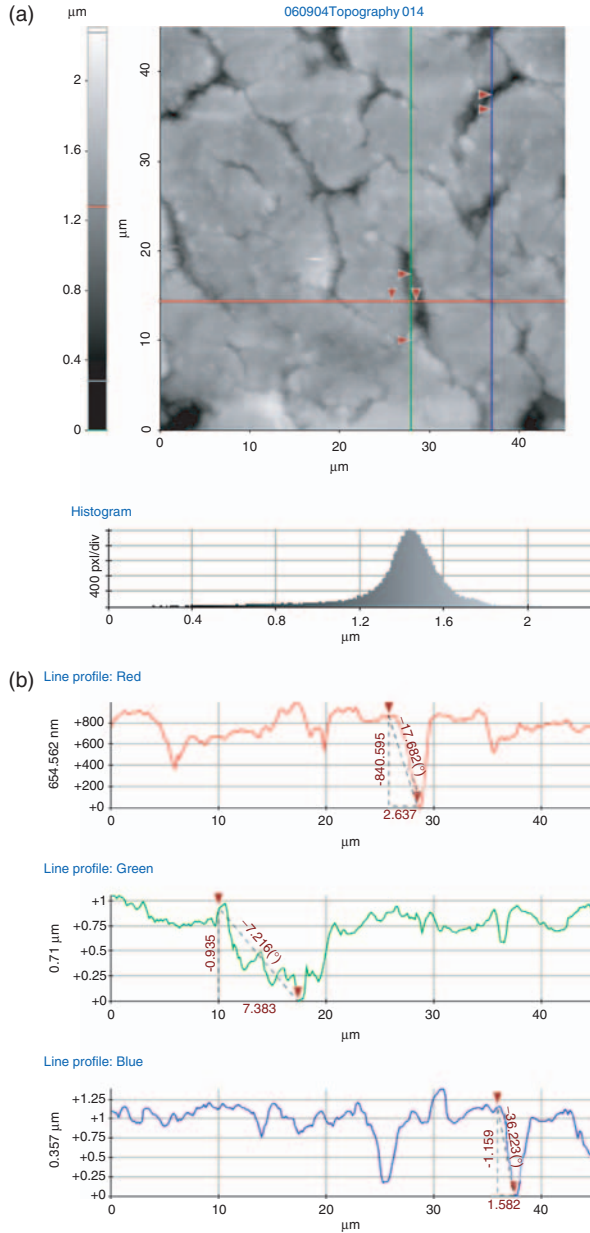 (a)
060904Topography 014
μm
2
1.6
1.2
0.8
0.4
0
μm
40
30
20
10
0
0 10 20 30 40
μm
Histogram
400 pxl/div
0 0.4 0.8 1.2 1.6 2
μm
(b)
Line profile: Red
654.562 nm
+800
+600
+400
+200
+0
-840.595
-17.682(°)
2.637
0 10 20 30 40
μm
Line profile: Green
0.71 μm
+1
+0.75
+0.5
+0.25
+0
-0.935
-7.216(°)
7.383
0 10 20 30 40
μm
Line profile: Blue
0.357 μm
+1.25
+1
+0.75
+0.5
+0.25
+0
-1.159
-36.223(°)
1.582
0 10 20 30 40
μm